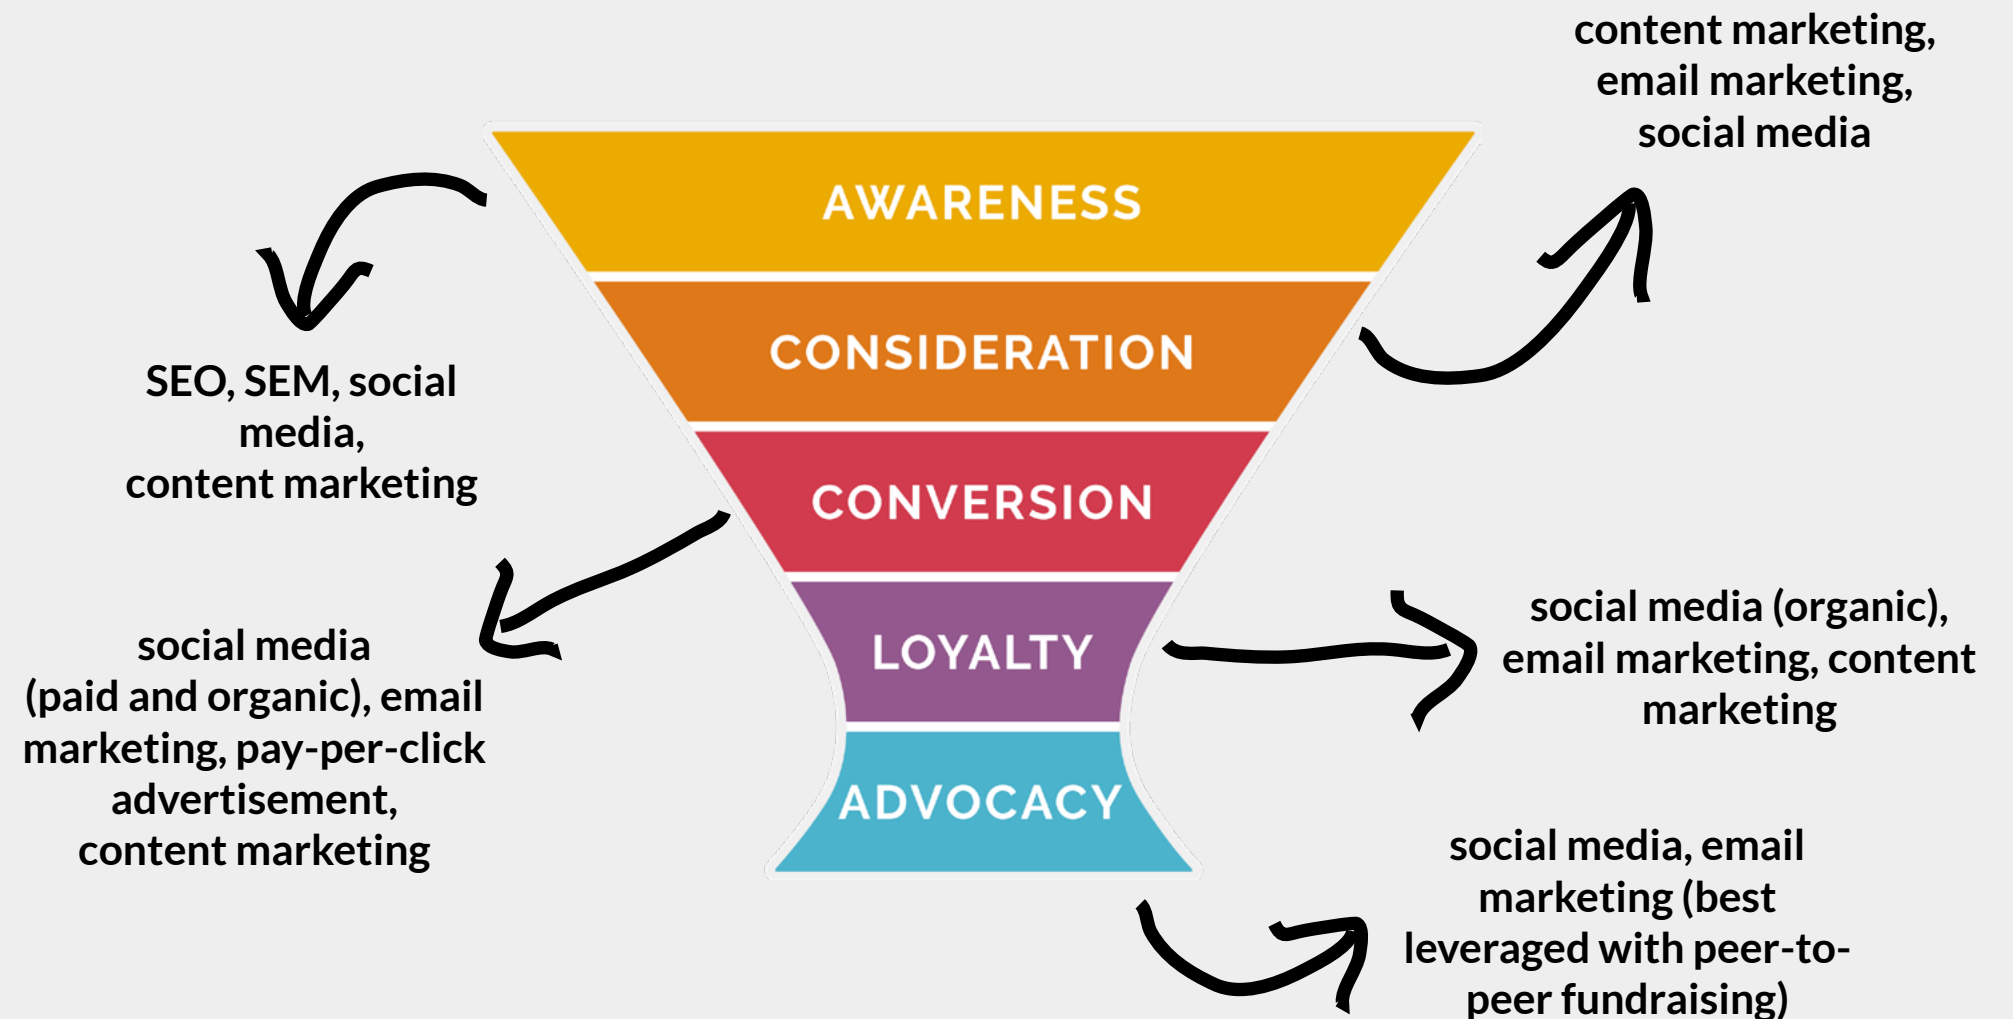 content marketing,
email marketing,
social media
AWARENESS
CONSIDERATION
SEO, SEM, social
media,
content marketing
CONVERSION
social media (organic),
email marketing, content
marketing
LOYALTY
social media
(paid and organic), email
marketing, pay-per-click
advertisement,
content marketing
ADVOCACY
social media, email
marketing (best
leveraged with peer-to-
peer fundraising)